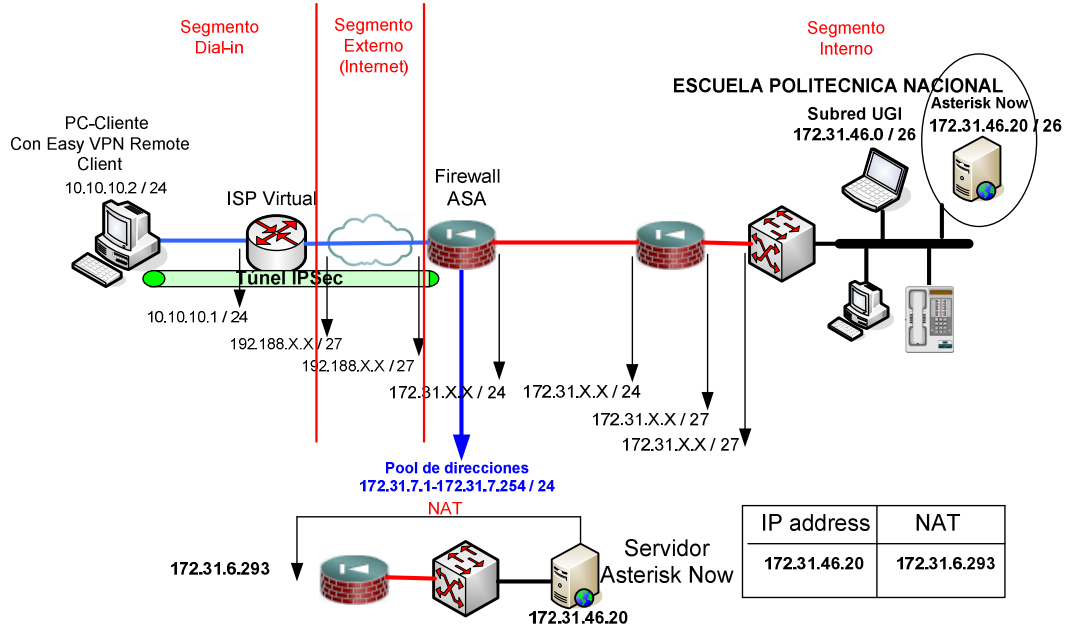 Segmento
Dial-in
Segmento
Externo
(Internet)
Segmento
Interno
ESCUELA POLITECNICA NACIONAL
Subred UGI
172.31.46.0 / 26
Asterisk Now
172.31.46.20 / 26
PC-Cliente
Con Easy VPN Remote
Client
10.10.10.2 / 24
ISP Virtual
Firewall
ASA
Túnel IPSec
10.10.10.1 / 24
192.188.X.X / 27
192.188.X.X / 27
172.31.X.X / 24
172.31.X.X / 24
172.31.X.X / 27
172.31.X.X / 27
Pool de direcciones
172.31.7.1-172.31.7.254 / 24
NAT
172.31.6.293
Servidor
Asterisk Now
172.31.46.20
IP address NAT
172.31.46.20 172.31.6.293